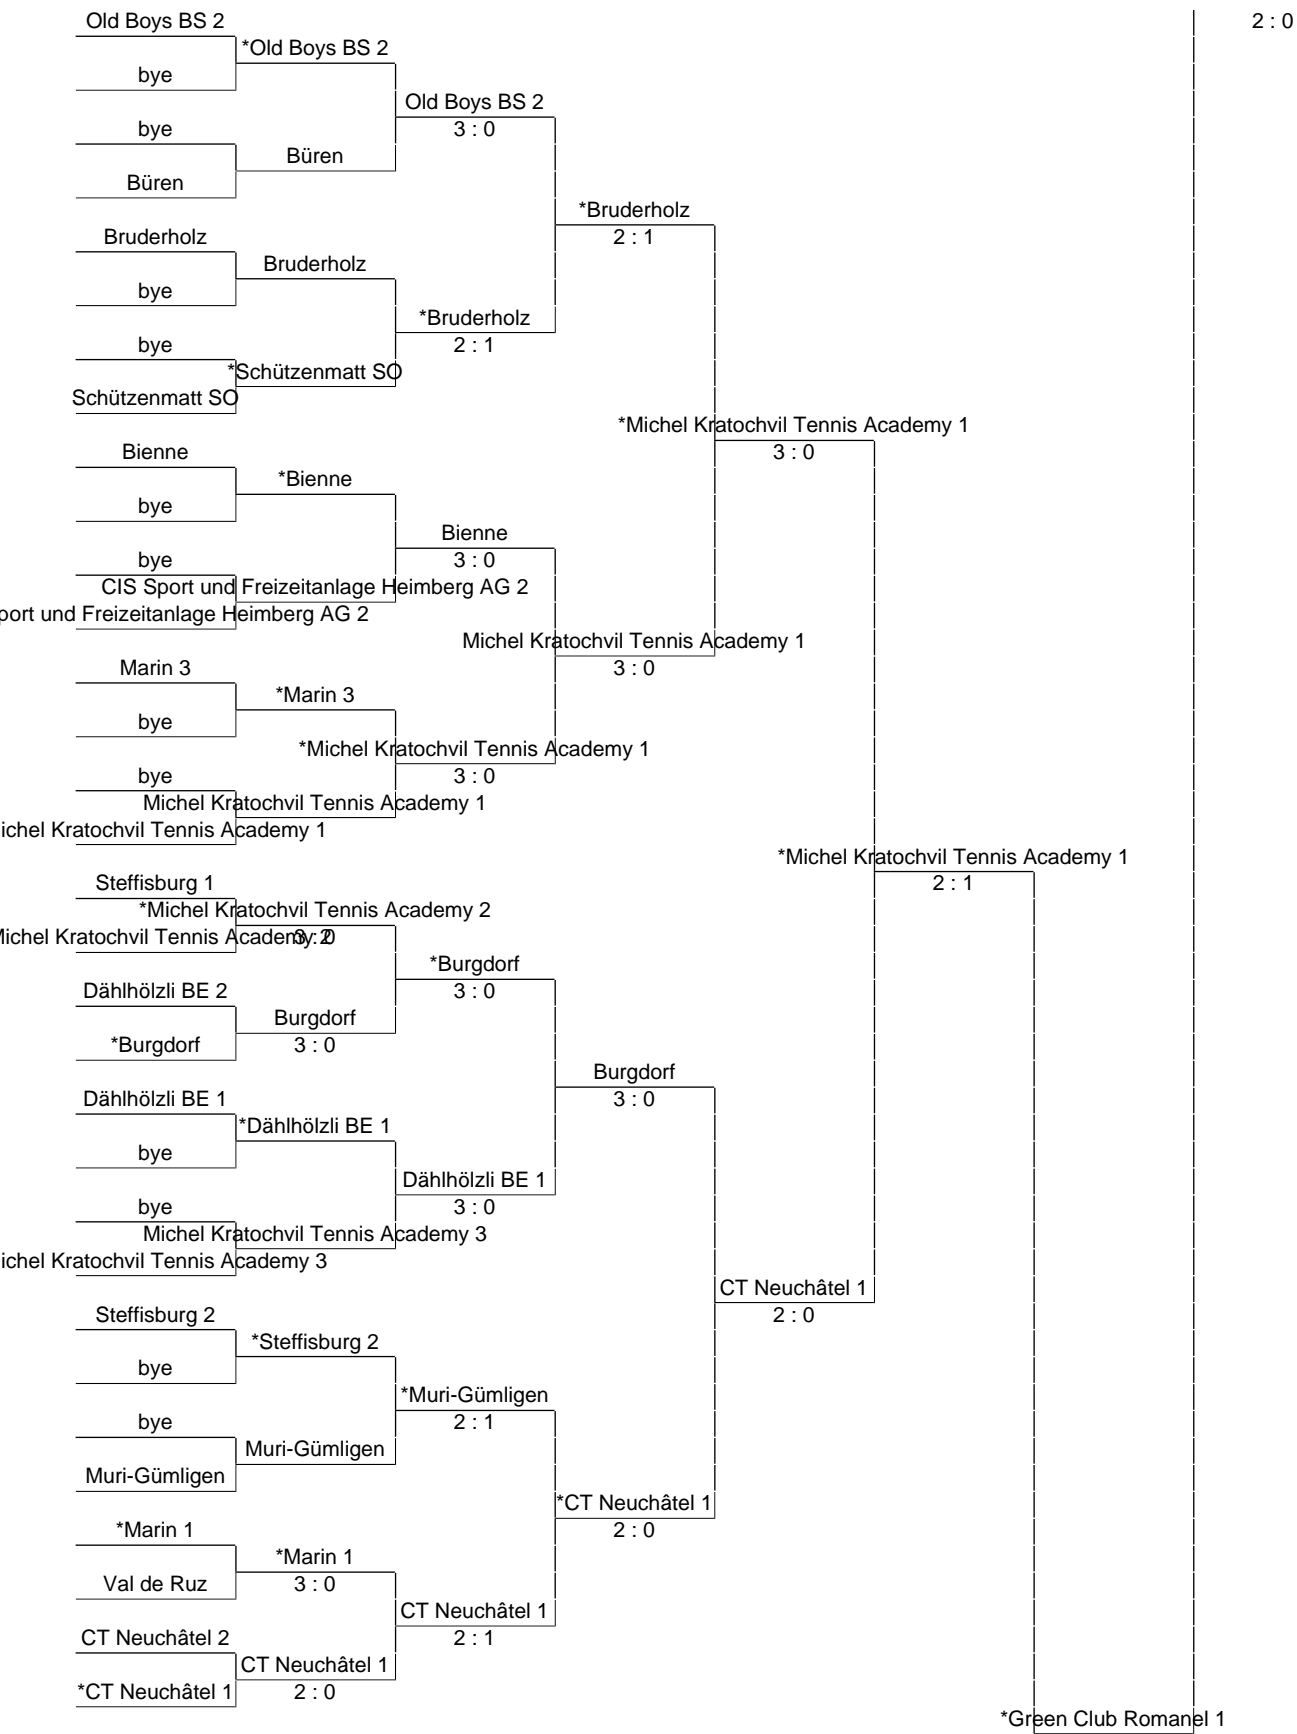 Old Boys BS 2
2 : 0
*Old Boys BS 2
bye
Old Boys BS 2
bye
3 : 0
Büren
Büren
*Bruderholz
Bruderholz
2 : 1
Bruderholz
bye
*Bruderholz
bye
2 : 1
*Schützenmatt SO
Schützenmatt SO
*Michel Kratochvil Tennis Academy 1
Bienne
3 : 0
*Bienne
bye
Bienne
bye
3 : 0
CIS Sport und Freizeitanlage Heimberg AG 2
port und Freizeitanlage Heimberg AG 2
Michel Kratochvil Tennis Academy 1
Marin 3
3 : 0
*Marin 3
bye
*Michel Kratochvil Tennis Academy 1
bye
3 : 0
Michel Kratochvil Tennis Academy 1
ichel Kratochvil Tennis Academy 1
*Michel Kratochvil Tennis Academy 1
Steffisburg 1
2 : 1
*Michel Kratochvil Tennis Academy 2
Michel Kratochvil Tennis Academy 2
3 : 0
*Burgdorf
Dählhölzli BE 2
3 : 0
Burgdorf
*Burgdorf
3 : 0
Burgdorf
Dählhölzli BE 1
3 : 0
*Dählhölzli BE 1
bye
Dählhölzli BE 1
bye
3 : 0
Michel Kratochvil Tennis Academy 3
ichel Kratochvil Tennis Academy 3
CT Neuchâtel 1
Steffisburg 2
2 : 0
*Steffisburg 2
bye
*Muri-Gümligen
bye
2 : 1
Muri-Gümligen
Muri-Gümligen
*CT Neuchâtel 1
*Marin 1
2 : 0
*Marin 1
Val de Ruz
3 : 0
CT Neuchâtel 1
CT Neuchâtel 2
2 : 1
CT Neuchâtel 1
*CT Neuchâtel 1
2 : 0
*Green Club Romanel 1